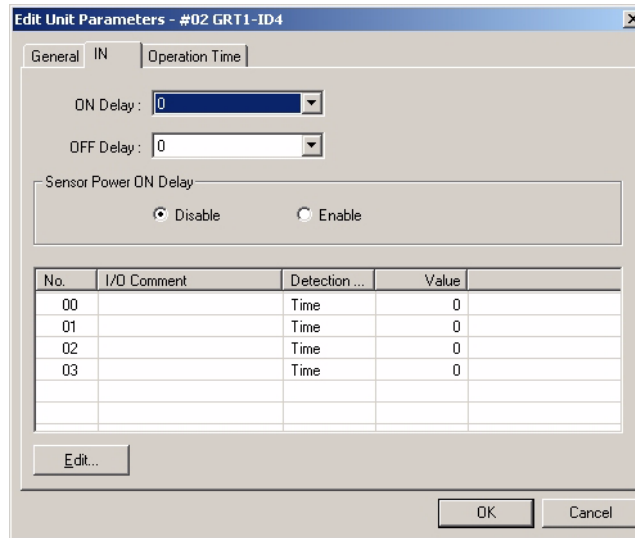 Edit Unit Parameters - #02 GRT1-ID4
General IN Operation Time
ON Delay : 0
OFF Delay : 0
Sensor Power ON Delay
Disable Enable
No. I/O Comment Detection ... Value
00 Time 0
01 Time 0
02 Time 0
03 Time 0
Edit...
OK Cancel